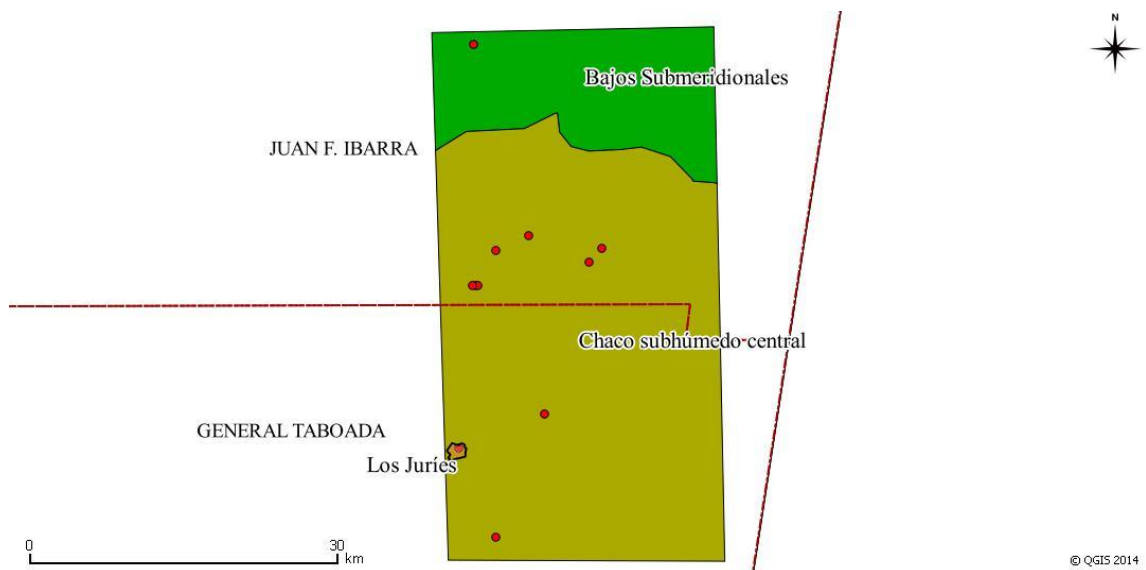 N
Bajos Submeridionales
JUAN F. IBARRA
Chaco subhúmedo central
GENERAL TABOADA
Los Juríes
0 30
km
© QGIS 2014